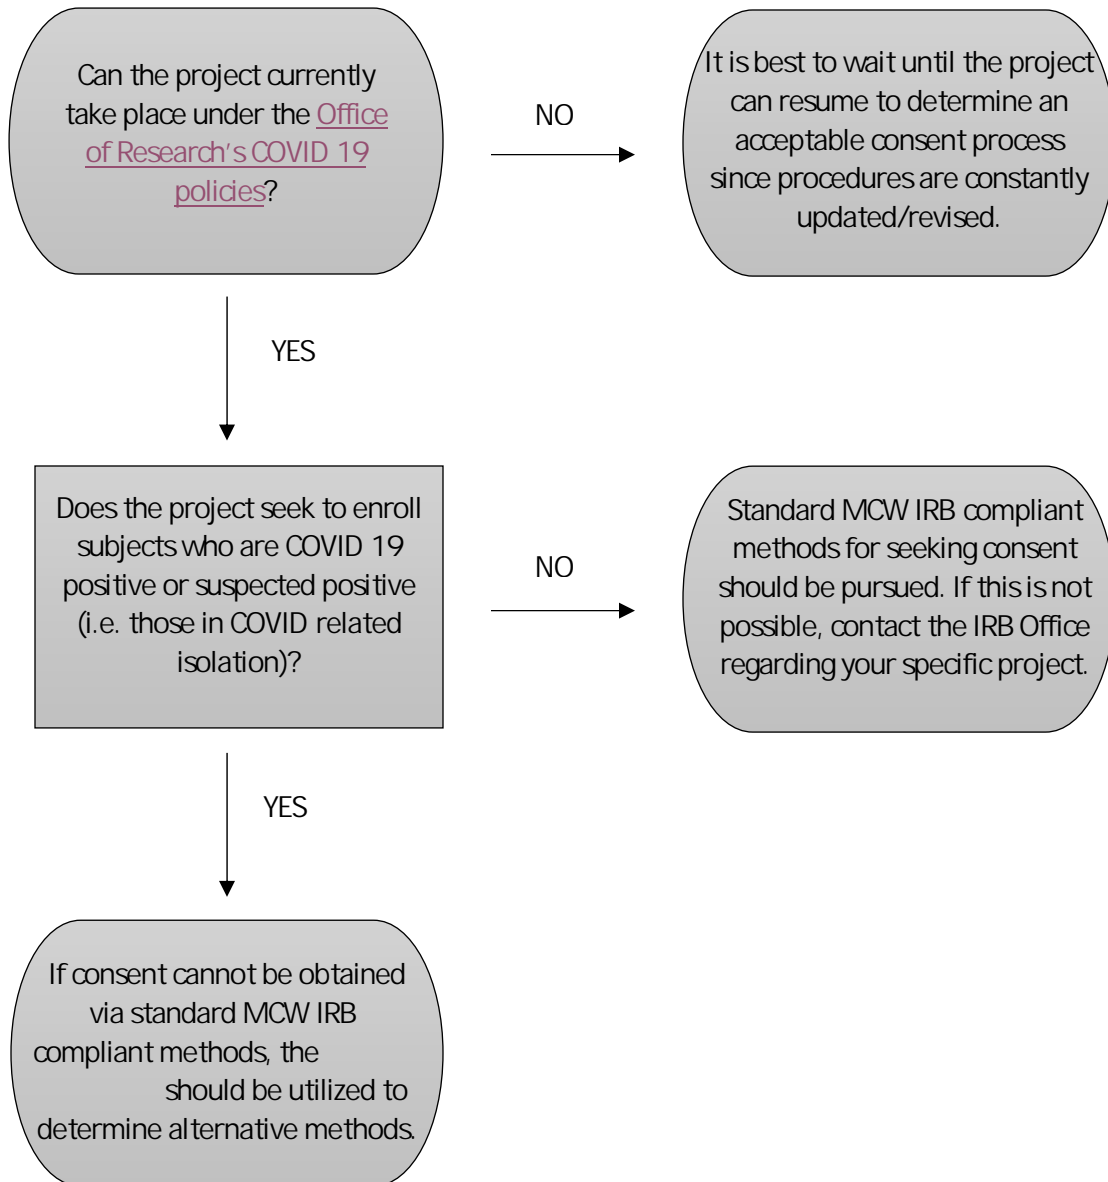 Can the project currently
take place under the Office
of Research's COVID 19
policies?
NO
It is best to wait until the project
can resume to determine an
acceptable consent process
since procedures are constantly
updated/revised.
YES
Does the project seek to enroll
subjects who are COVID 19
positive or suspected positive
(i.e. those in COVID related
isolation)?
NO
Standard MCW IRB compliant
methods for seeking consent
should be pursued. If this is not
possible, contact the IRB Office
regarding your specific project.
YES
If consent cannot be obtained
via standard MCW IRB
compliant methods, the
should be utilized to
determine alternative methods.